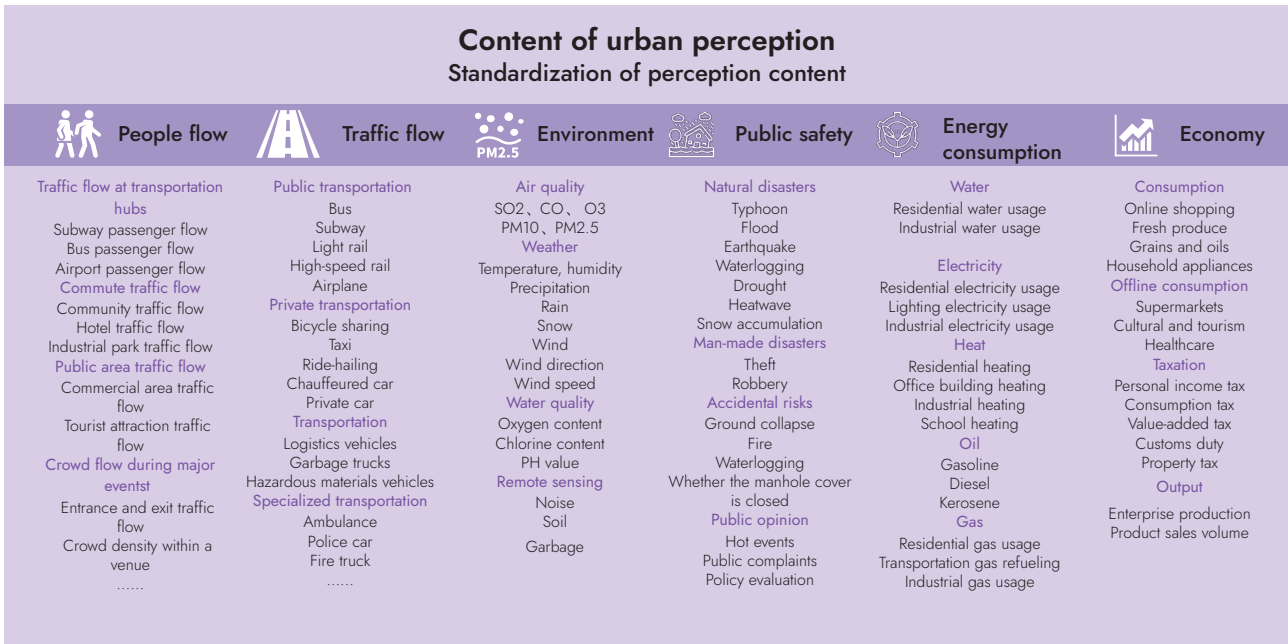 Content of urban perception
Standardization of perception content
People flow
Traffic flow at transportation
hubs
Subway passenger flow
Bus passenger flow
Airport passenger flow
Commute traffic flow
Community traffic flow
Hotel traffic flow
Industrial park traffic flow
Public area traffic flow
Commercial area traffic
flow
Tourist attraction traffic
flow
Crowd flow during major
eventst
Entrance and exit traffic
flow
Crowd density within a
venue
......
Traffic flow
Public transportation
Bus
Subway
Light rail
High-speed rail
Airplane
Private transportation
Bicycle sharing
Taxi
Ride-hailing
Chauffeured car
Private car
Transportation
Logistics vehicles
Garbage trucks
Hazardous materials vehicles
Specialized transportation
Ambulance
Police car
Fire truck
......
PM2.5
Environment
Air quality
SO2、CO、 O3
PM10、PM2.5
Weather
Temperature, humidity
Precipitation
Rain
Snow
Wind
Wind direction
Wind speed
Water quality
Oxygen content
Chlorine content
PH value
Remote sensing
Noise
Soil
Garbage
Public safety
Natural disasters
Typhoon
Flood
Earthquake
Waterlogging
Drought
Heatwave
Snow accumulation
Man-made disasters
Theft
Robbery
Accidental risks
Ground collapse
Fire
Waterlogging
Whether the manhole cover
is closed
Public opinion
Hot events
Public complaints
Policy evaluation
Energy
consumption
Water
Residential water usage
Industrial water usage
Electricity
Residential electricity usage
Lighting electricity usage
Industrial electricity usage
Heat
Residential heating
Office building heating
Industrial heating
School heating
Oil
Gasoline
Diesel
Kerosene
Gas
Residential gas usage
Transportation gas refueling
Industrial gas usage
Economy
Consumption
Online shopping
Fresh produce
Grains and oils
Household appliances
Offline consumption
Supermarkets
Cultural and tourism
Healthcare
Taxation
Personal income tax
Consumption tax
Value-added tax
Customs duty
Property tax
Output
Enterprise production
Product sales volume